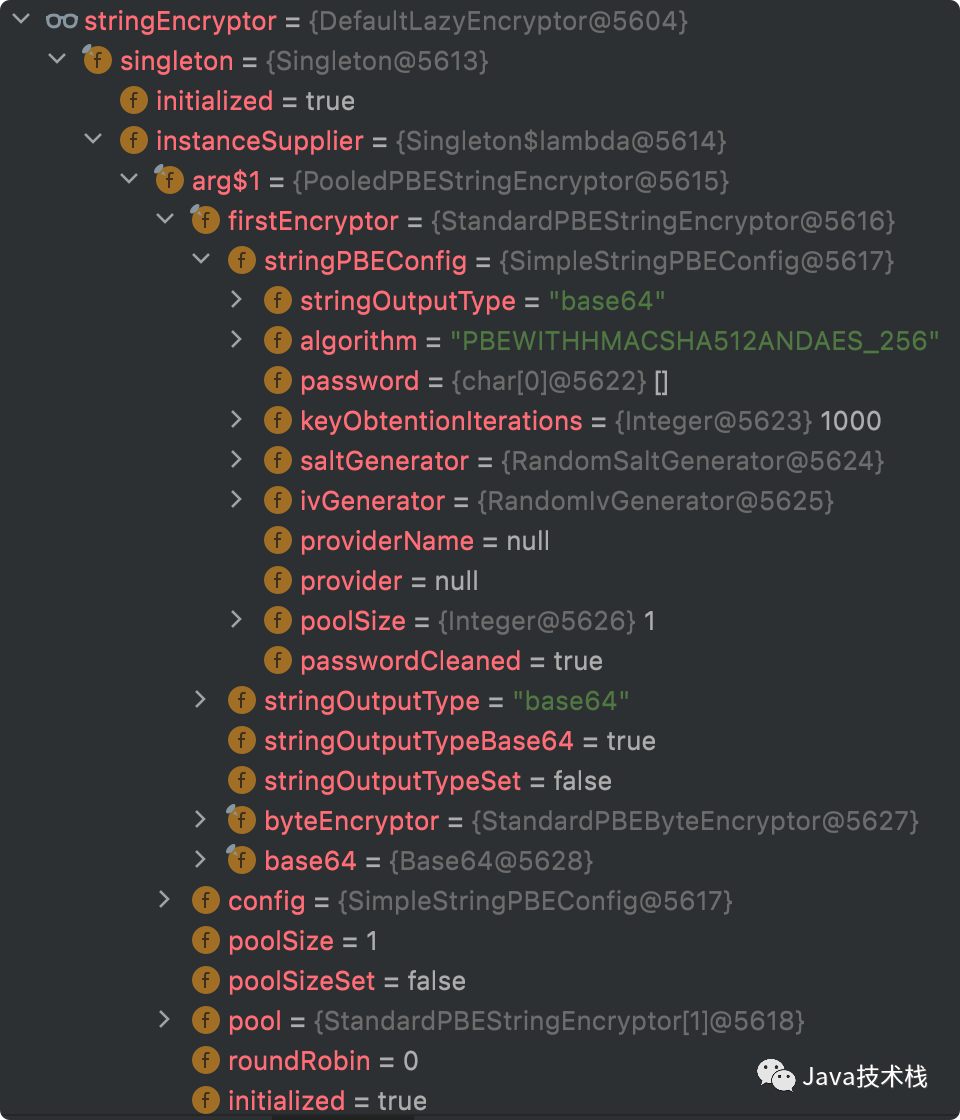 stringEncryptor = {DefaultLazyEncryptor@5604}
f singleton = {Singleton@5613}
f initialized = true
f instanceSupplier = {Singleton$lambda@5614}
f arg$1 = {PooledPBEStringEncryptor@5615}
f firstEncryptor = {StandardPBEStringEncryptor@5616}
f stringPBEConfig = {SimpleStringPBEConfig@5617}
f stringOutputType = "base64"
f algorithm = "PBEWITHHMACSHA512ANDAES_256"
f password = {char[0]@5622} []
f keyObtentionIterations = {Integer@5623} 1000
f saltGenerator = {RandomSaltGenerator@5624}
f ivGenerator = {RandomIvGenerator@5625}
f providerName = null
f provider = null
f poolSize = {Integer@5626} 1
f passwordCleaned = true
f stringOutputType = "base64"
f stringOutputTypeBase64 = true
f stringOutputTypeSet = false
f byteEncryptor = {StandardPBEByteEncryptor@5627}
f base64 = {Base64@5628}
f config = {SimpleStringPBEConfig@5617}
f poolSize = 1
f poolSizeSet = false
f pool = {StandardPBEStringEncryptor[1]@5618}
f roundRobin = 0
f initialized = true
Java技术栈